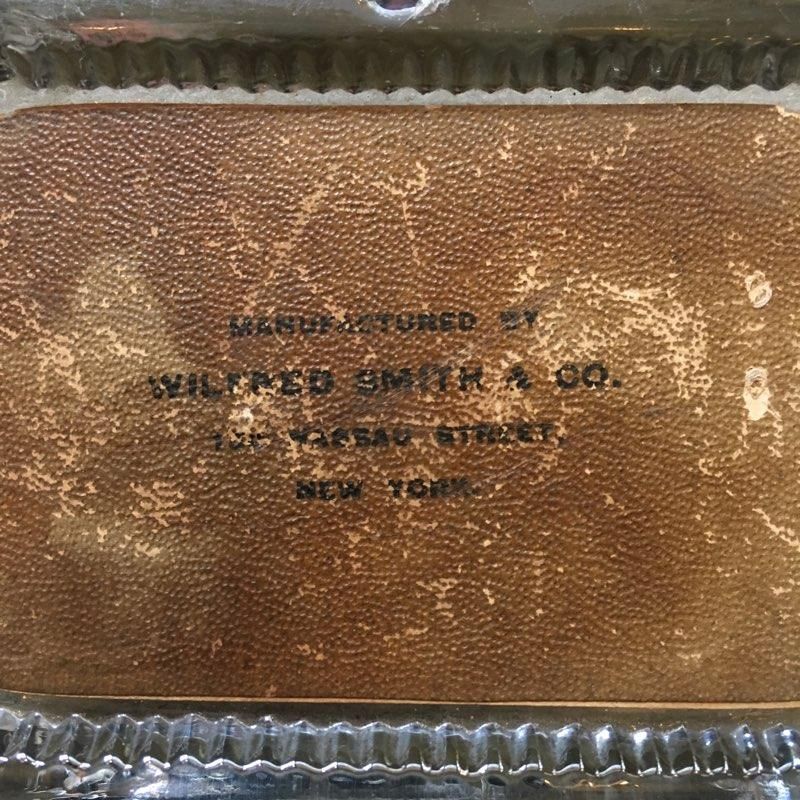 MANUFACTURED BY
WILFRED SMITH & CO.
NASSAU STREET,
NEW YORK.